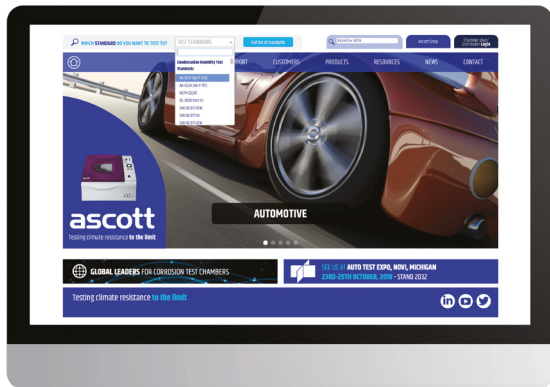 WHICH STANDARD DO YOU WANT TO TEST TO?
TEST STANDARDS
Full list of standards
SEARCH SITE
Ascott Shop
Chamber User /
Distributor Login
CUSTOMERS
PRODUCTS
RESOURCES
NEWS
CONTACT
Condensation Humidity Test
Standards
ascott
Testing climate resistance to the limit
AUTOMOTIVE
GLOBAL LEADERS FOR CORROSION TEST CHAMBERS
SEE US AT AUTO TEST EXPO, NOVI, MICHIGAN
23RD-25TH OCTOBER, 2018 - STAND 2032
Testing climate resistance to the limit